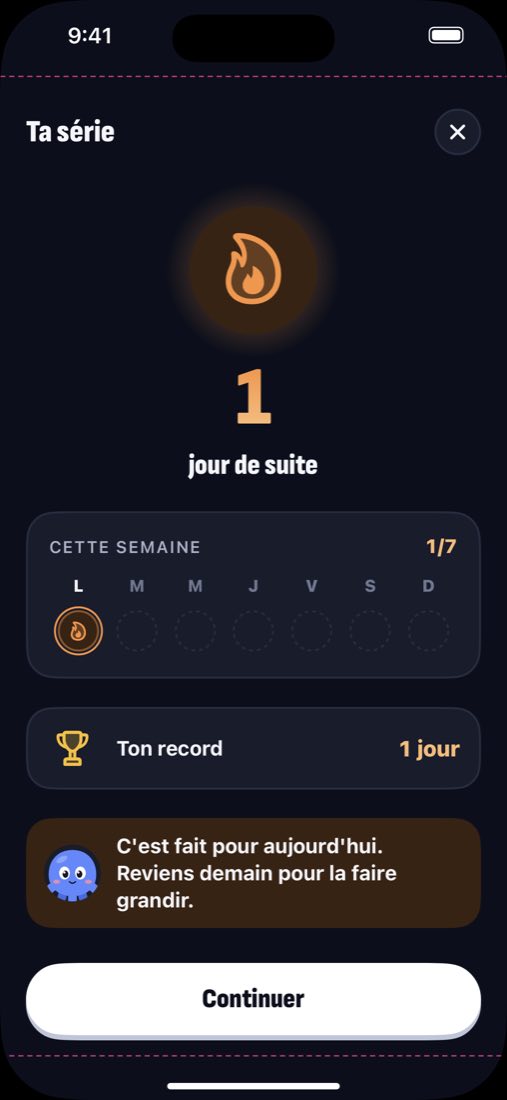 9:41
Ta série
1
jour de suite
CETTE SEMAINE 1/7
L M M J V S D
Ton record 1 jour
C'est fait pour aujourd'hui.
Reviens demain pour la faire
grandir.
Continuer